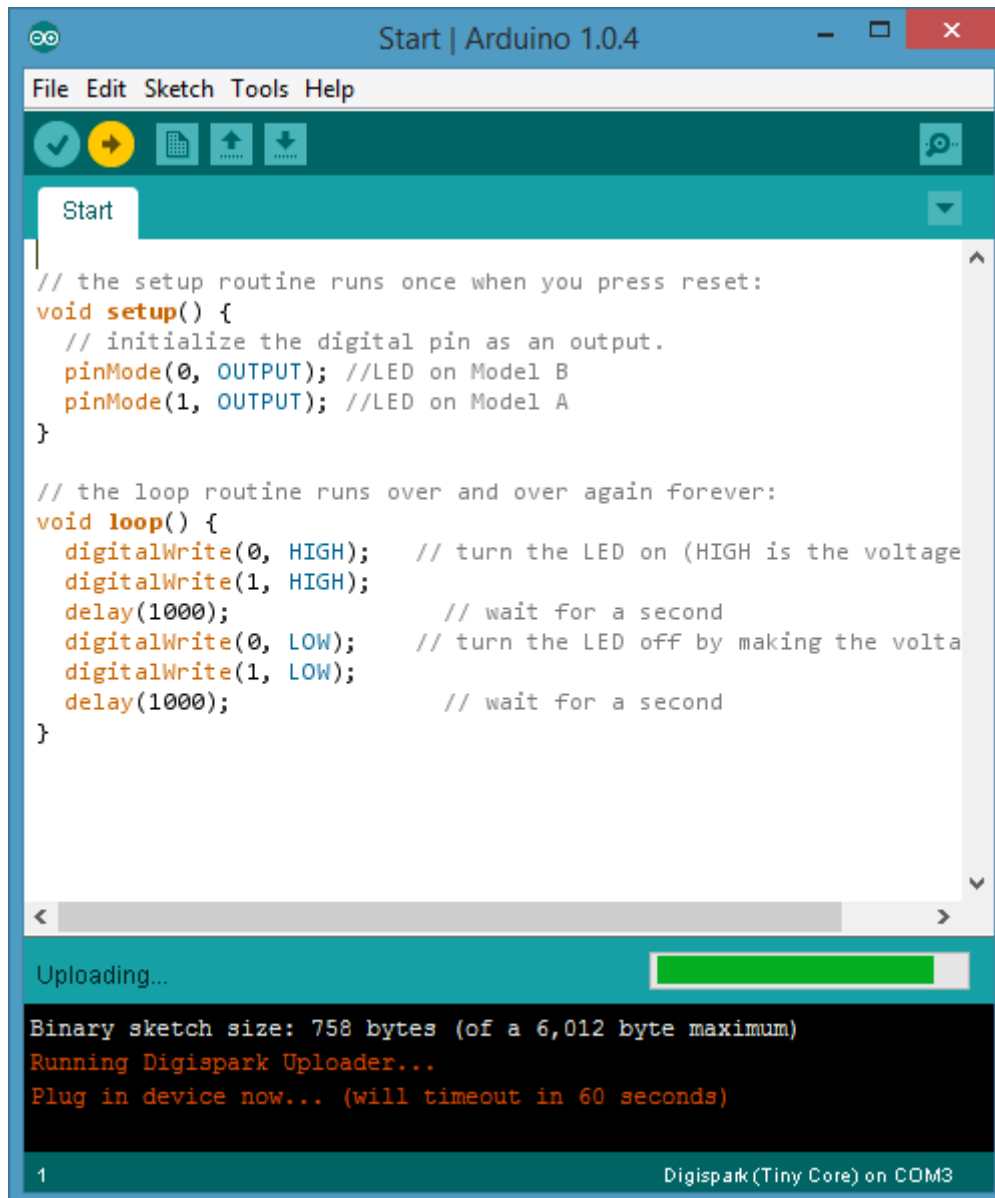 Start | Arduino 1.0.4
File Edit Sketch Tools Help
Start
// the setup routine runs once when you press reset:
void setup() {
  // initialize the digital pin as an output.
  pinMode(0, OUTPUT); //LED on Model B
  pinMode(1, OUTPUT); //LED on Model A
}
// the loop routine runs over and over again forever:
void loop() {
  digitalWrite(0, HIGH);   // turn the LED on (HIGH is the voltage
  digitalWrite(1, HIGH);
  delay(1000);               // wait for a second
  digitalWrite(0, LOW);    // turn the LED off by making the volta
  digitalWrite(1, LOW);
  delay(1000);               // wait for a second
}
Uploading...
Binary sketch size: 758 bytes (of a 6,012 byte maximum)
Running Digispark Uploader...
Plug in device now... (will timeout in 60 seconds)
1 Digispark (Tiny Core) on COM3